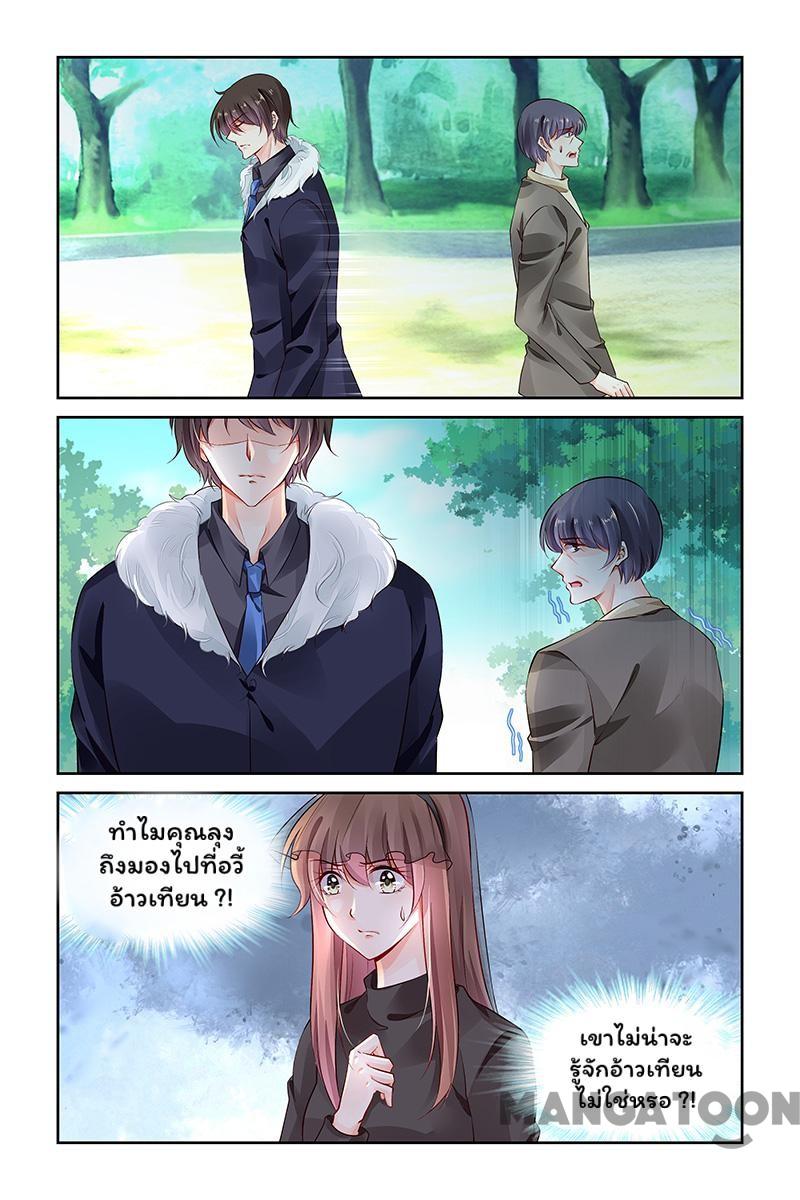 ทำไมคุณลุง
ถึงมองไปที่อวี้
อ้าวเทียน ?!
เขาไม่น่าจะ
รู้จักอ้าวเทียน
ไม่ใช่หรอ ?!
MANGATOON